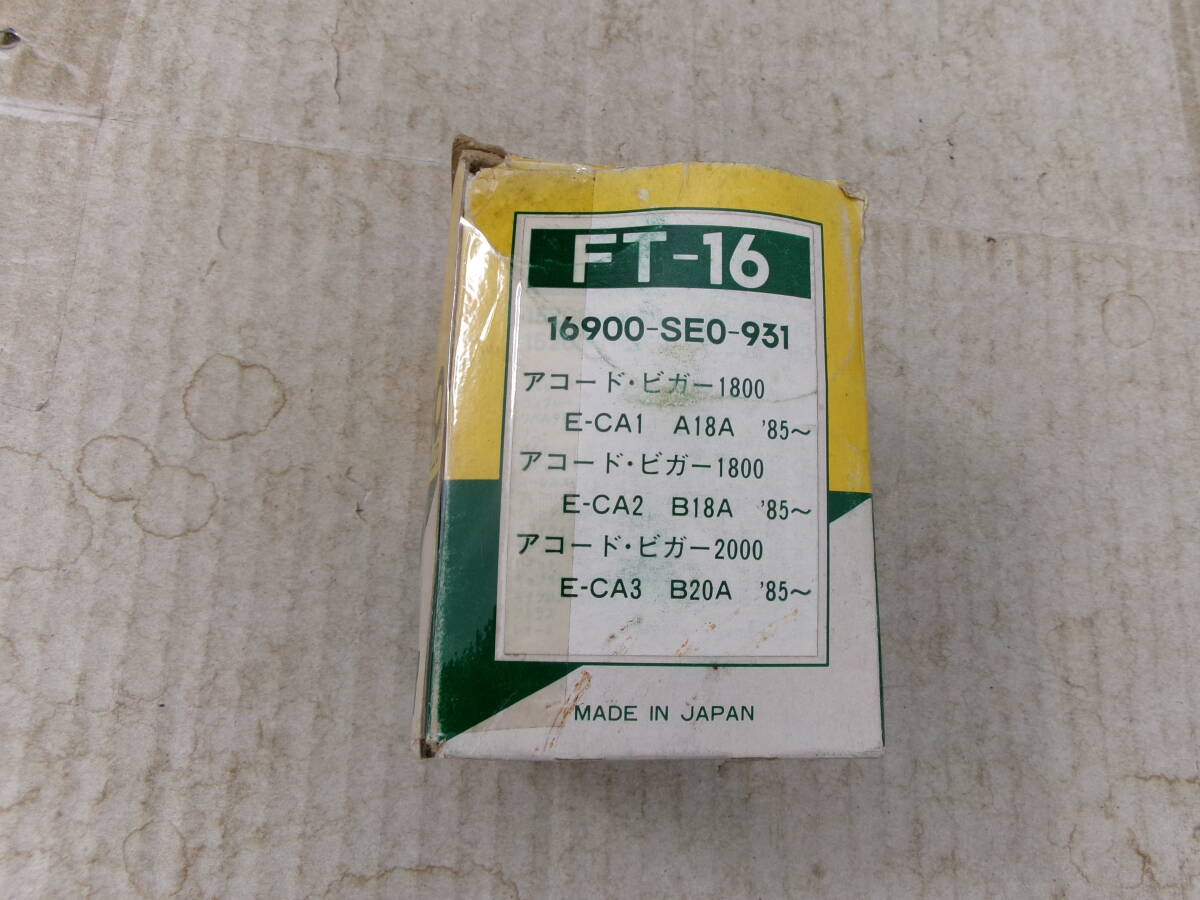 FT-16
16900-SE0-931
アコード・ビガー1800
E-CA1 A18A '85～
アコード・ビガー1800
E-CA2 B18A '85～
アコード・ビガー2000
E-CA3 B20A '85～
MADE IN JAPAN